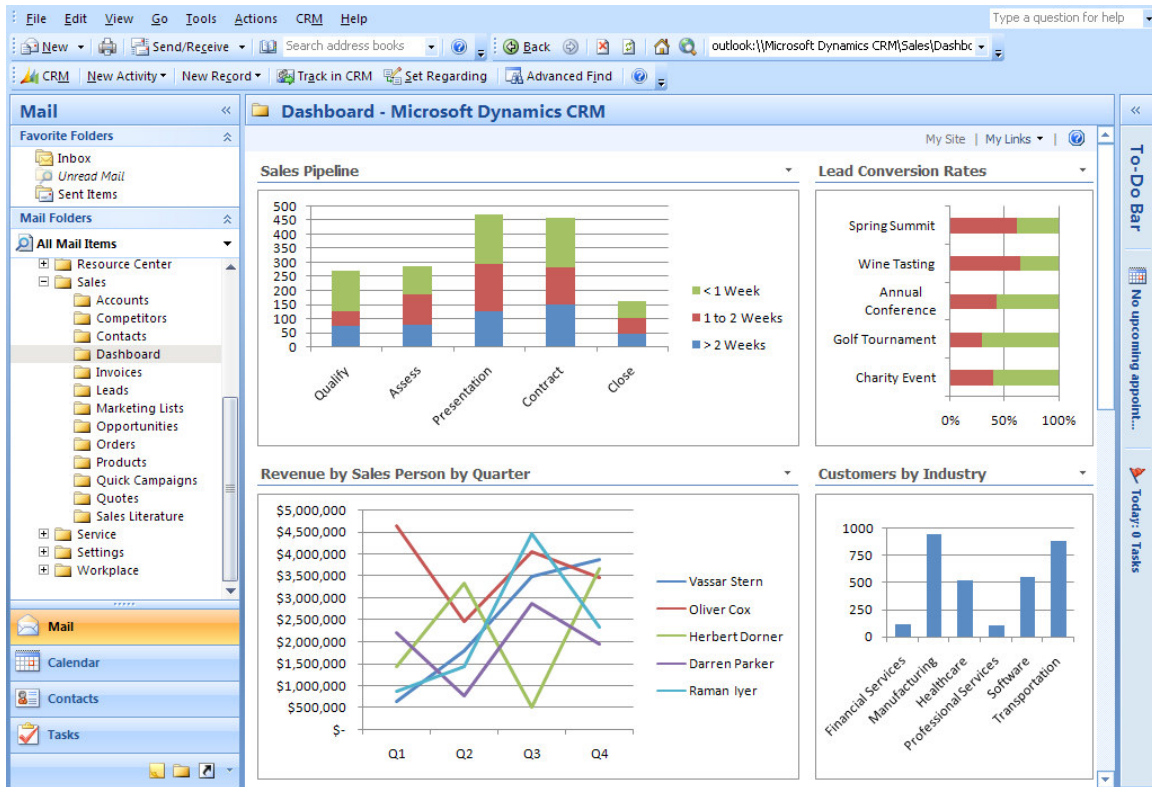 File Edit View Go Tools Actions CRM Help
Type a question for help
New Send/Receive Search address books Back outlook:\\Microsoft Dynamics CRM\Sales\Dashbc
CRM New Activity New Record Track in CRM Set Regarding Advanced Find
Mail
Favorite Folders
Inbox
Unread Mail
Sent Items
Mail Folders
All Mail Items
Resource Center
Sales
Accounts
Competitors
Contacts
Dashboard
Invoices
Leads
Marketing Lists
Opportunities
Orders
Products
Quick Campaigns
Quotes
Sales Literature
Service
Settings
Workplace
Mail
Calendar
Contacts
Tasks
Dashboard - Microsoft Dynamics CRM
My Site | My Links |
Sales Pipeline
500
450
400
350
300
250
200
150
100
50
0
Qualify
Assess
Presentation
Contract
Close
< 1 Week
1 to 2 Weeks
> 2 Weeks
Lead Conversion Rates
Spring Summit
Wine Tasting
Annual
Conference
Golf Tournament
Charity Event
0% 50% 100%
Revenue by Sales Person by Quarter
$5,000,000
$4,500,000
$4,000,000
$3,500,000
$3,000,000
$2,500,000
$2,000,000
$1,500,000
$1,000,000
$500,000
$-
Q1 Q2 Q3 Q4
Vassar Stern
Oliver Cox
Herbert Dorner
Darren Parker
Raman Iyer
Customers by Industry
1000
750
500
250
0
Financial Services
Manufacturing
Healthcare
Professional Services
Software
Transportation
To-Do Bar
No upcoming appoint...
Today: 0 Tasks